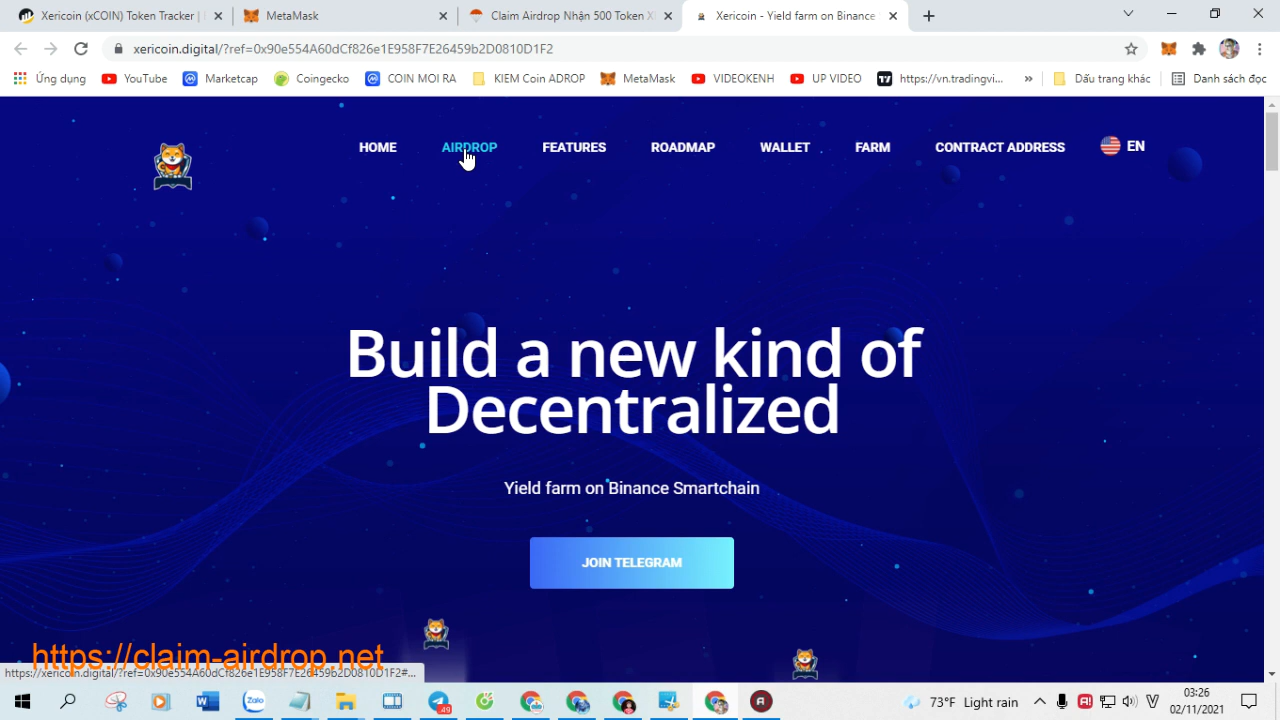 Xericoin (xCOIN) Token Tracker |
MetaMask
Claim Airdrop Nhận 500 Token X
Xericoin - Yield farm on Binance
xericoin.digital/?ref=0x90e554A60dCf826e1E958F7E26459b2D0810D1F2
Ứng dụng
YouTube
Marketcap
Coingecko
COIN MOI RA
KIEM Coin ADROP
MetaMask
VIDEOKENH
UP VIDEO
https://vn.tradingvi...
»
Dấu trang khác
Danh sách đọc
HOME
AIRDROP
FEATURES
ROADMAP
WALLET
FARM
CONTRACT ADDRESS
EN
Build a new kind of
Decentralized
Yield farm on Binance Smartchain
JOIN TELEGRAM
https://claim-airdrop.net
https://xericoin.digital/?ref=0x90e554A60dCf826e1E958F7E26459b2D0810D1F2#...
Zalo
49
73°F Light rain
03:26
02/11/2021